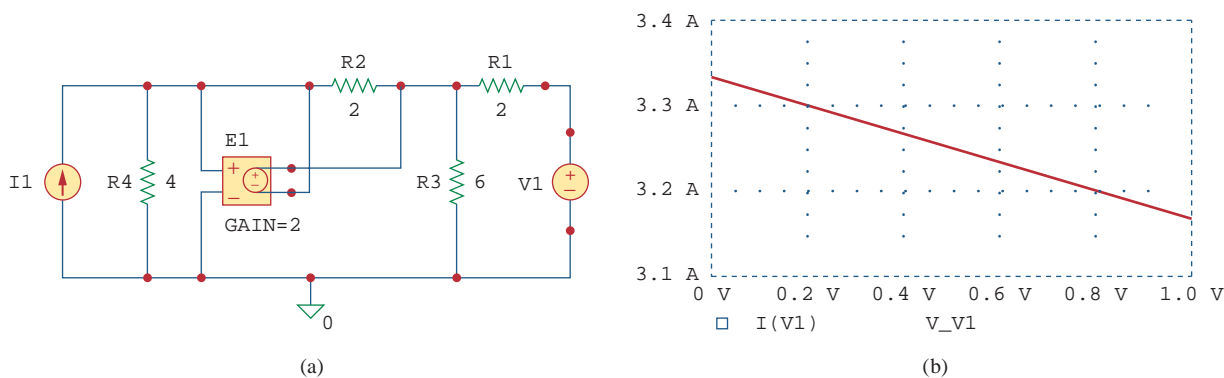 R2
R1
2
2
I1
R4
4
E1
+
−
+
−
GAIN=2
R3
6
V1
+
−
0
(a)
3.4 A
3.3 A
3.2 A
3.1 A
0 V 0.2 V 0.4 V 0.6 V 0.8 V 1.0 V
I(V1) V_V1
(b)